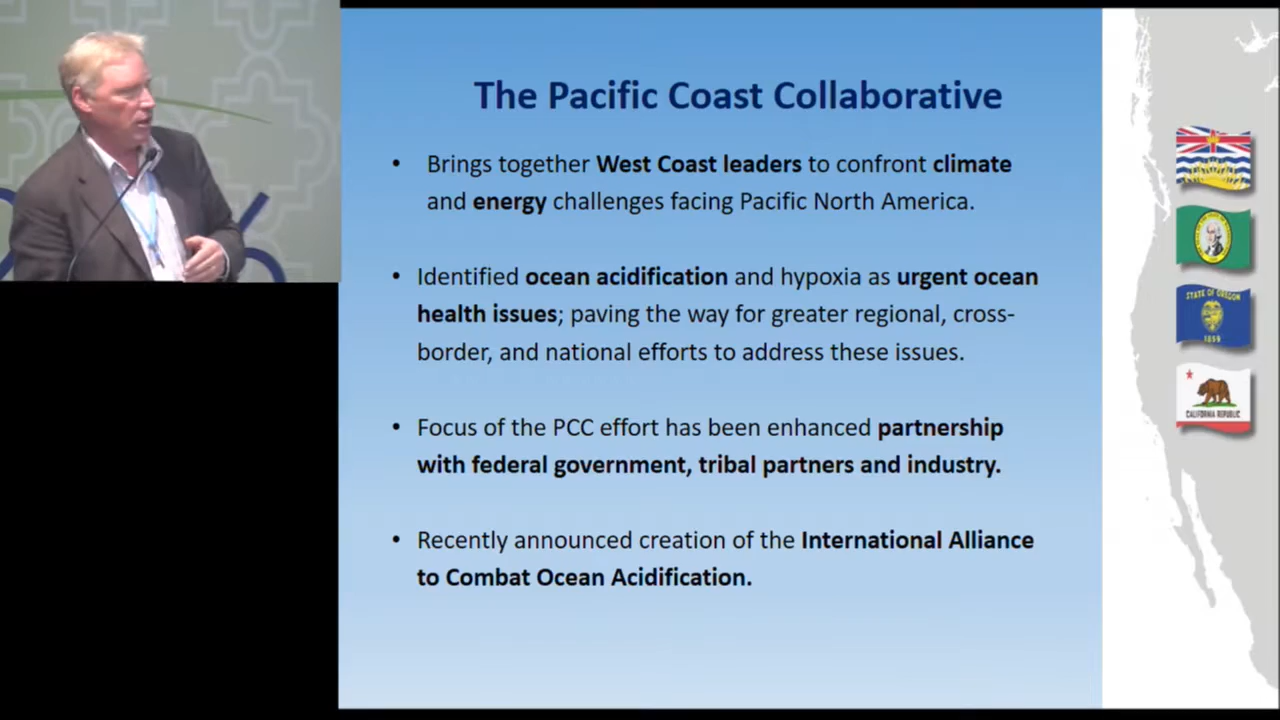 The Pacific Coast Collaborative
• Brings together West Coast leaders to confront climate
and energy challenges facing Pacific North America.
• Identified ocean acidification and hypoxia as urgent ocean
health issues; paving the way for greater regional, cross-
border, and national efforts to address these issues.
• Focus of the PCC effort has been enhanced partnership
with federal government, tribal partners and industry.
• Recently announced creation of the International Alliance
to Combat Ocean Acidification.
STATE OF OREGON
1859
CALIFORNIA REPUBLIC